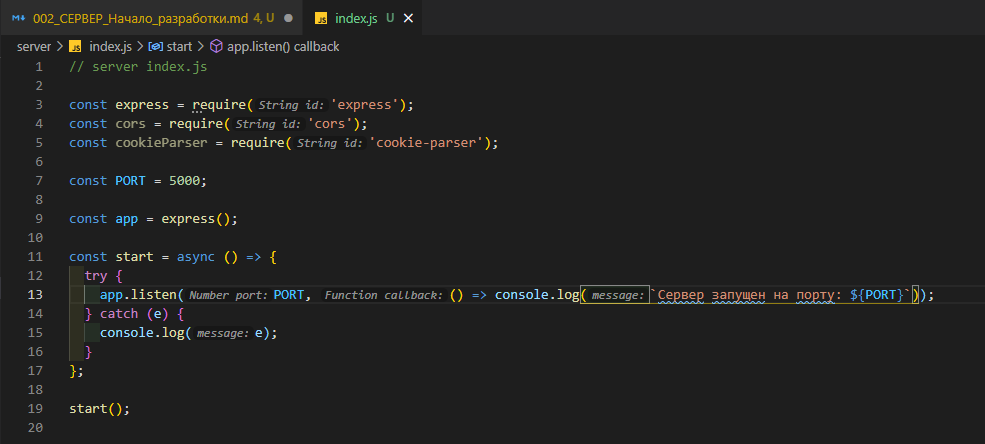 002_СЕРВЕР_Начало_разработки.md 4, U ● JS index.js U ×
server > JS index.js > start > app.listen() callback
1 // server index.js
2
3 const express = require( String id: 'express');
4 const cors = require( String id: 'cors');
5 const cookieParser = require( String id: 'cookie-parser');
6
7 const PORT = 5000;
8
9 const app = express();
10
11 const start = async () => {
12 try {
13 app.listen( Number port: PORT, Function callback: () => console.log( message: `Сервер запущен на порту: ${PORT}`));
14 } catch (e) {
15 console.log( message: e);
16 }
17 };
18
19 start();
20